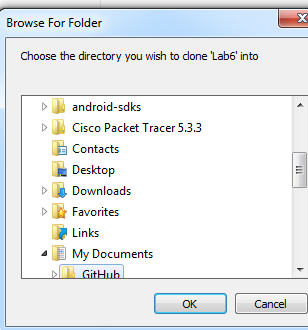 Browse For Folder
Choose the directory you wish to clone 'Lab6' into
android-sdks
Cisco Packet Tracer 5.3.3
Contacts
Desktop
Downloads
Favorites
Links
My Documents
GitHub
OK
Cancel